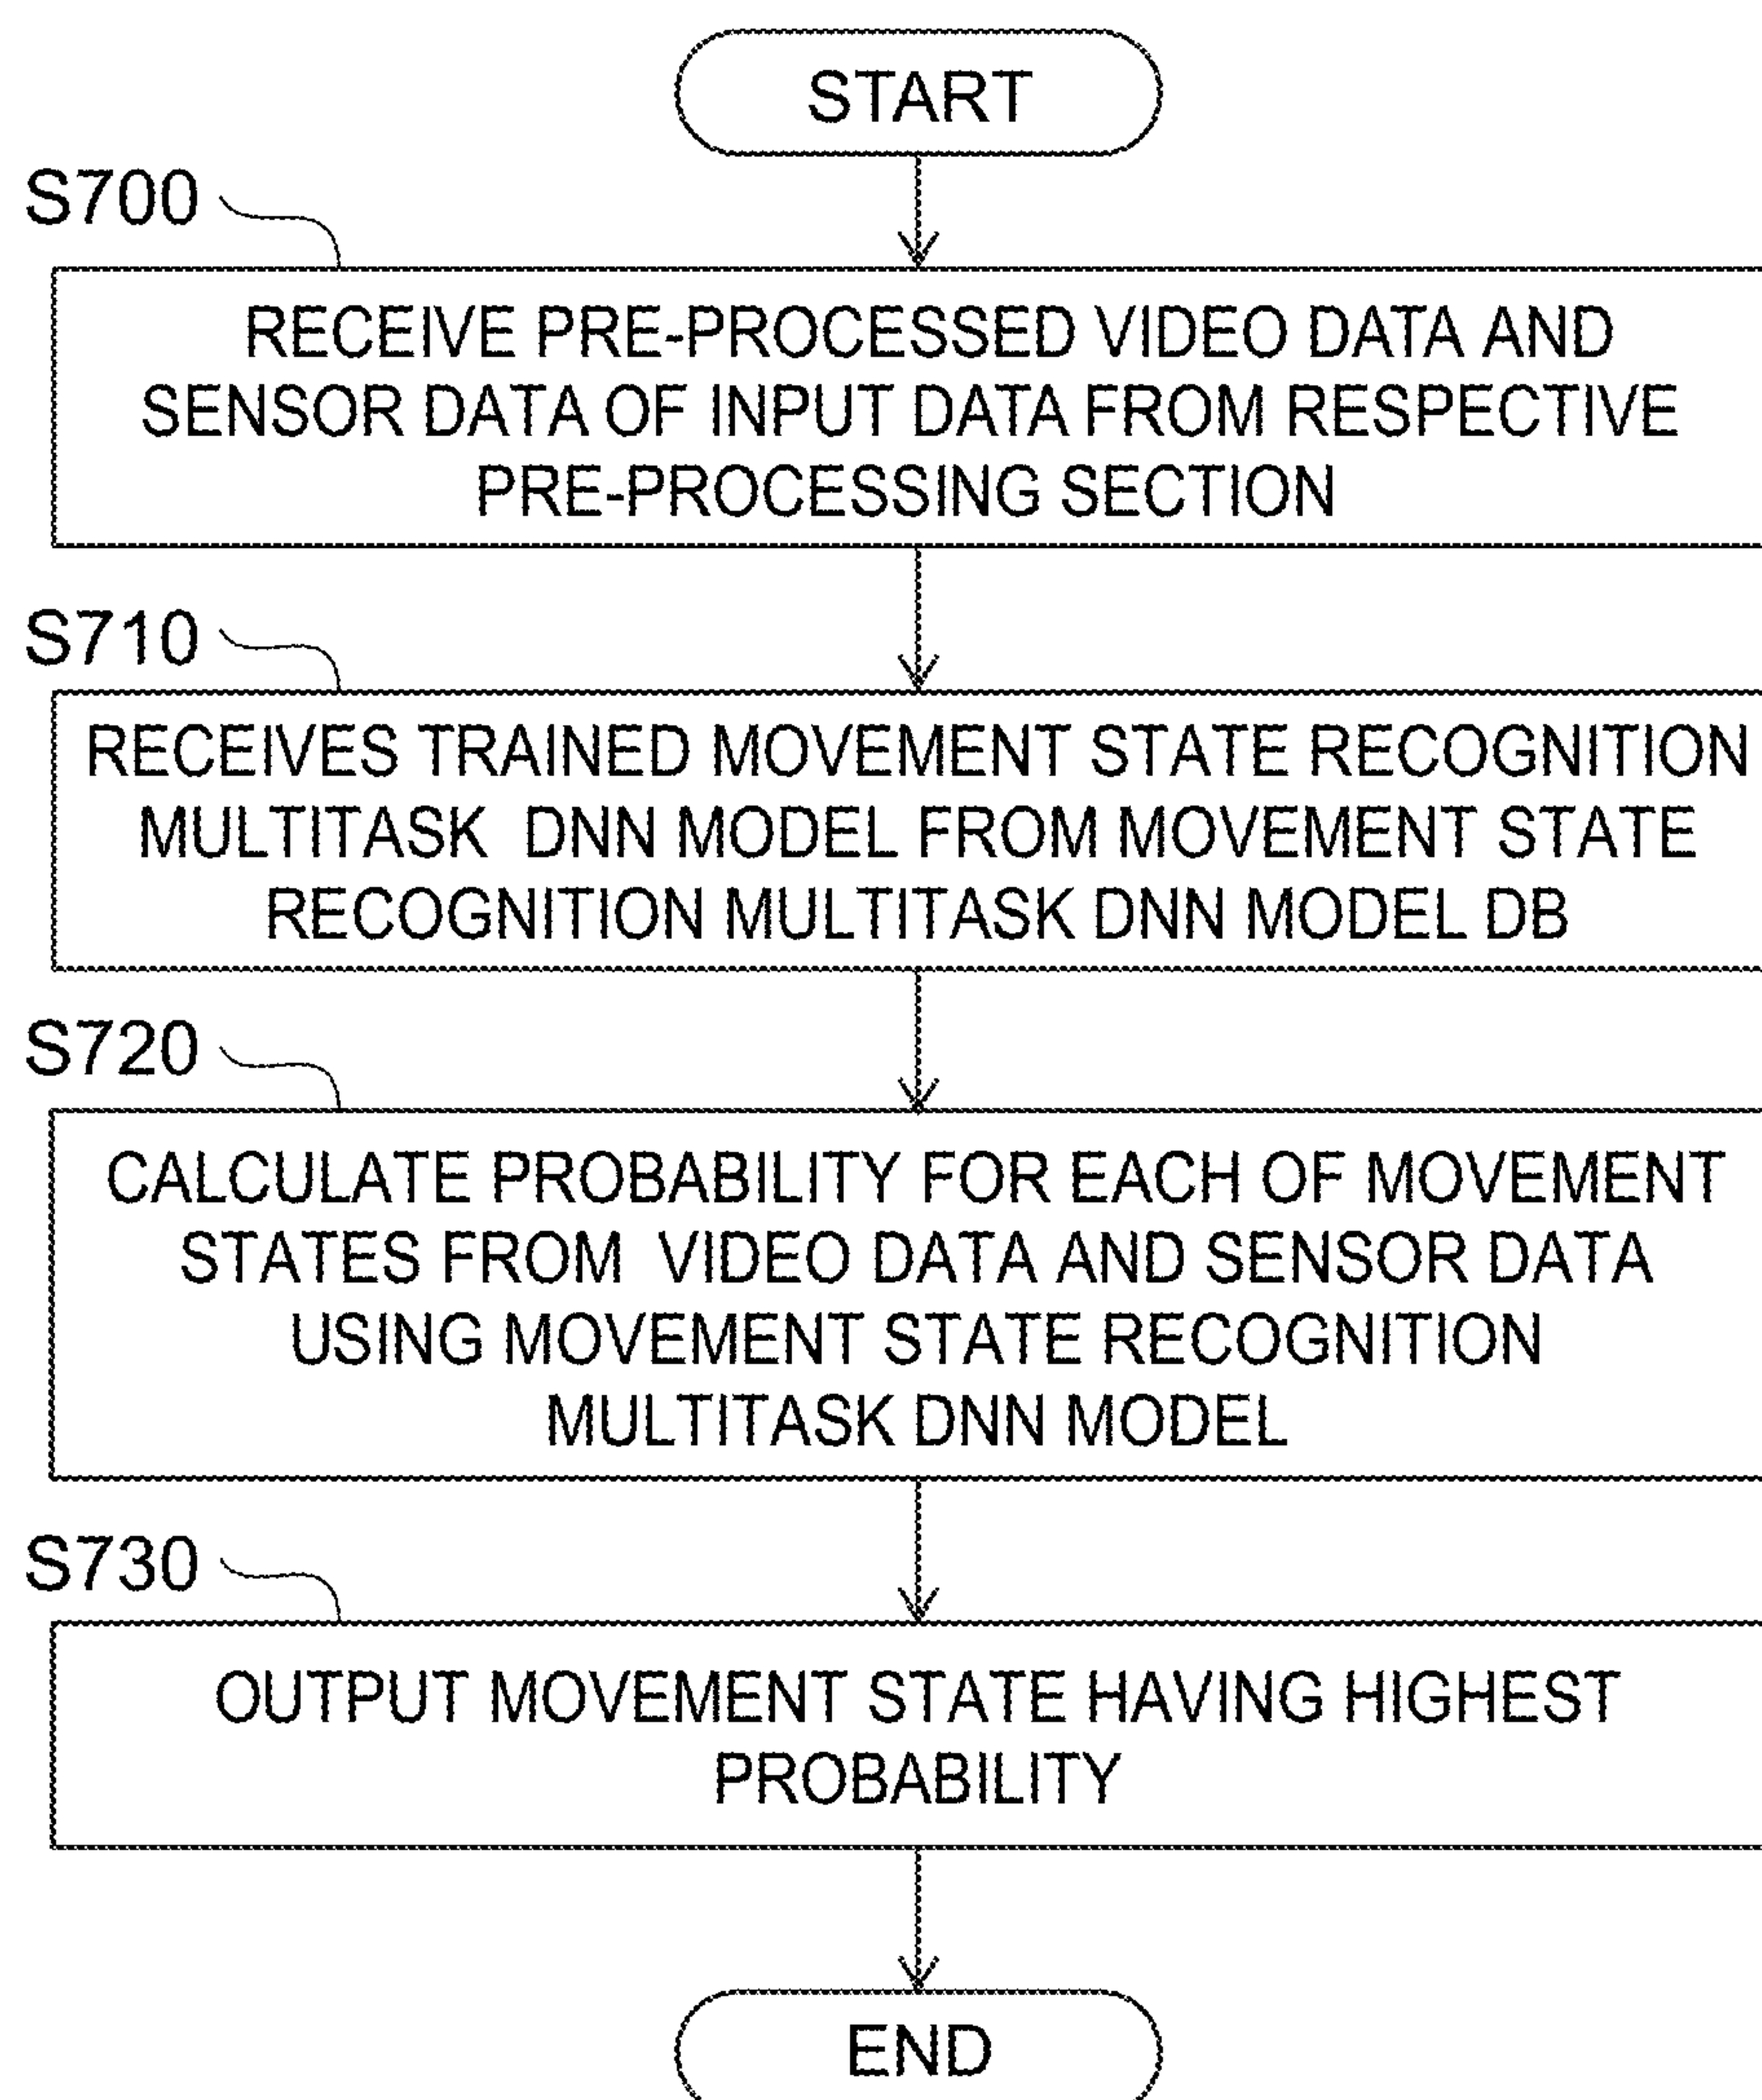 START
S700
RECEIVE PRE-PROCESSED VIDEO DATA AND
SENSOR DATA OF INPUT DATA FROM RESPECTIVE
PRE-PROCESSING SECTION
S710
RECEIVES TRAINED MOVEMENT STATE RECOGNITION
MULTITASK DNN MODEL FROM MOVEMENT STATE
RECOGNITION MULTITASK DNN MODEL DB
S720
CALCULATE PROBABILITY FOR EACH OF MOVEMENT
STATES FROM VIDEO DATA AND SENSOR DATA
USING MOVEMENT STATE RECOGNITION
MULTITASK DNN MODEL
S730
OUTPUT MOVEMENT STATE HAVING HIGHEST
PROBABILITY
END